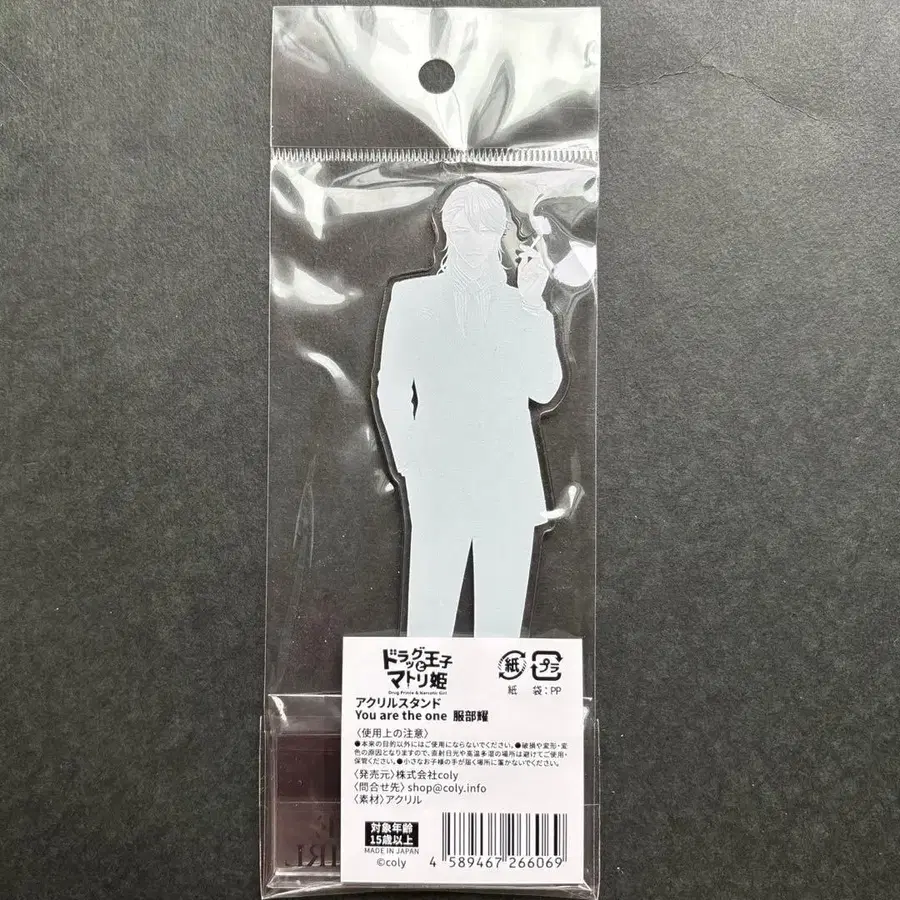 ドラッグ王子
とマトリ姫
Drug Prince & Narcotic Girl
紙 プラ
紙 袋：PP
アクリルスタンド
You are the one 服部耀
〈使用上の注意〉
●本来の目的以外にはご使用にならないでください。●破損や変形・変
色の原因となりますので、直射日光や高温多湿の場所は避けてご使用・
保管ください。●小さなお子様の手が届く場所に置かないでください。
〈発売元〉株式会社coly
〈問合せ先〉shop@coly.info
〈素材〉アクリル
対象年齢
15歳以上
MADE IN JAPAN
©coly
4 589467 266069